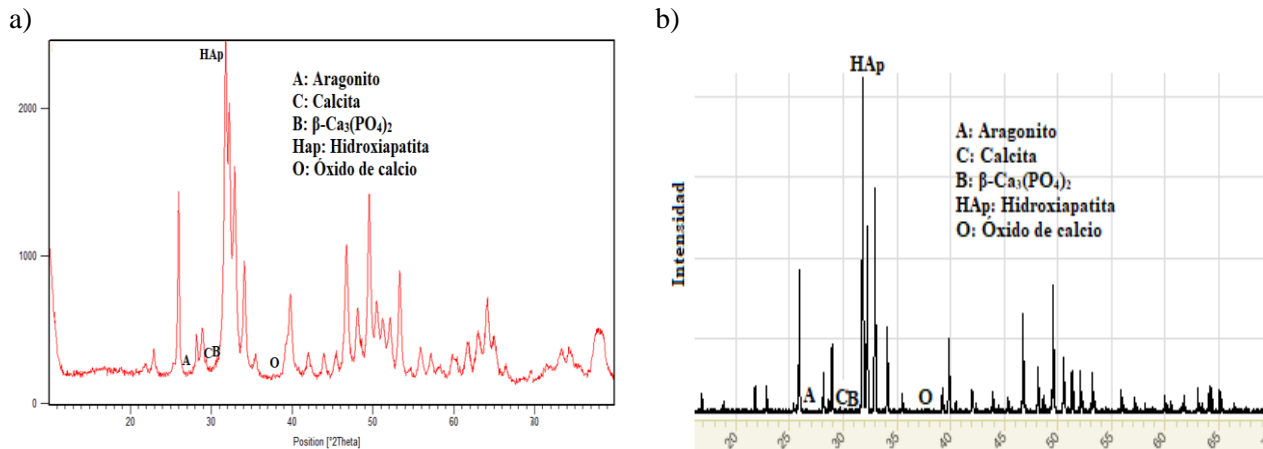 a)
HAp
A: Aragonito
C: Calcita
B: β-Ca₃(PO₄)₂
Hap: Hidroxiapatita
O: Óxido de calcio
2000
1000
0
A
C
B
O
20
30
40
50
60
70
Position [°2Theta]
b)
HAp
A: Aragonito
C: Calcita
B: β-Ca₃(PO₄)₂
HAp: Hidroxiapatita
O: Óxido de calcio
Intensidad
A
C
B
O
20
25
30
35
40
45
50
55
60
65